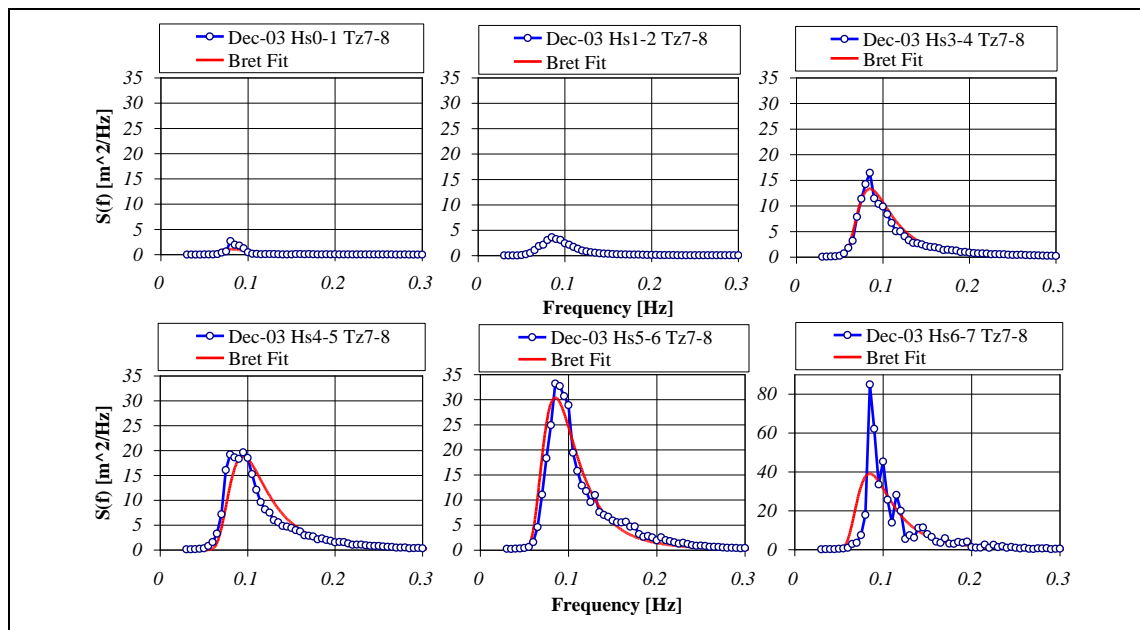 Dec-03 Hs0-1 Tz7-8
Bret Fit
Dec-03 Hs1-2 Tz7-8
Bret Fit
Dec-03 Hs3-4 Tz7-8
Bret Fit
S(f) [m^2/Hz]
35
30
25
20
15
10
5
0
0 0.1 0.2 0.3
35
30
25
20
15
10
5
0
0 0.1 0.2 0.3
Frequency [Hz]
35
30
25
20
15
10
5
0
0 0.1 0.2 0.3
Dec-03 Hs4-5 Tz7-8
Bret Fit
Dec-03 Hs5-6 Tz7-8
Bret Fit
Dec-03 Hs6-7 Tz7-8
Bret Fit
S(f) [m^2/Hz]
35
30
25
20
15
10
5
0
0 0.1 0.2 0.3
35
30
25
20
15
10
5
0
0 0.1 0.2 0.3
Frequency [Hz]
80
60
40
20
0
0 0.1 0.2 0.3